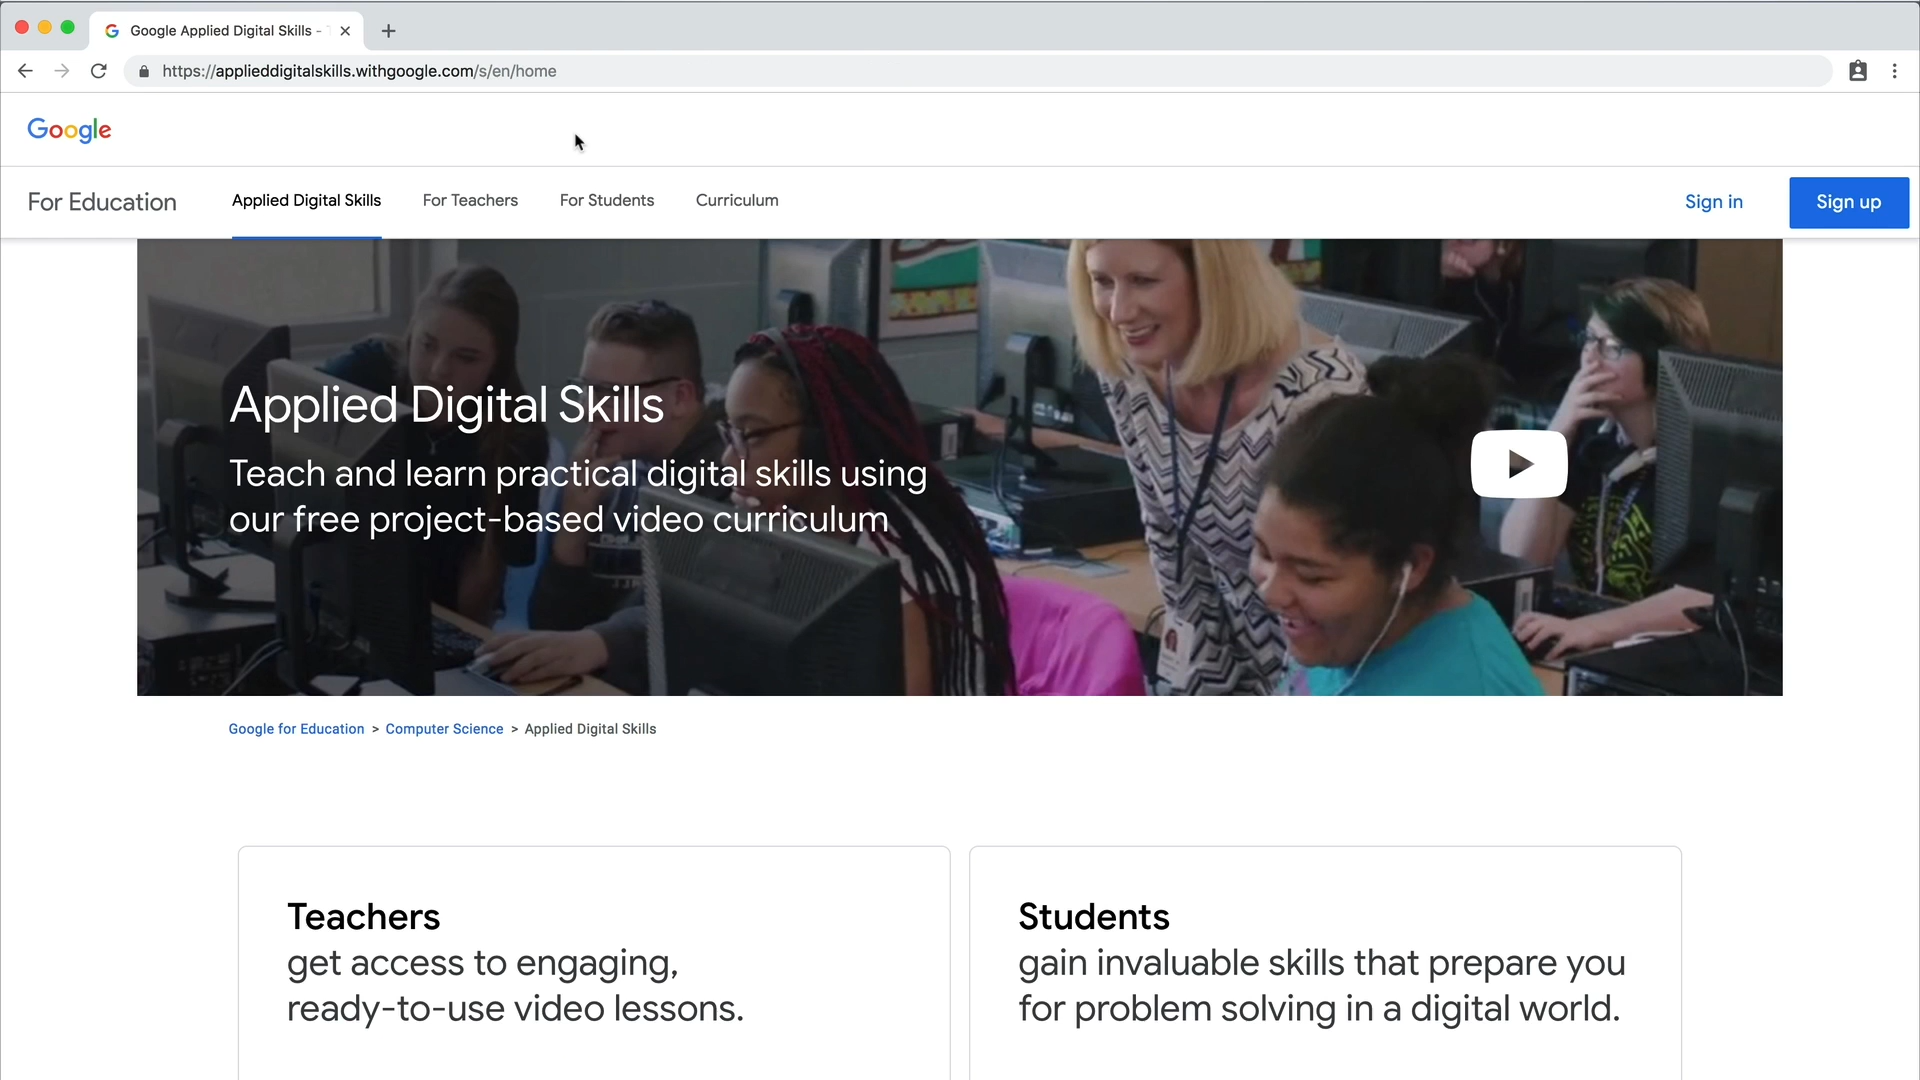 Google Applied Digital Skills -
https://applieddigitalskills.withgoogle.com/s/en/home
Google
For Education
Applied Digital Skills
For Teachers
For Students
Curriculum
Sign in
Sign up
Applied Digital Skills
Teach and learn practical digital skills using
our free project-based video curriculum
Google for Education > Computer Science > Applied Digital Skills
Teachers
get access to engaging,
ready-to-use video lessons.
Students
gain invaluable skills that prepare you
for problem solving in a digital world.